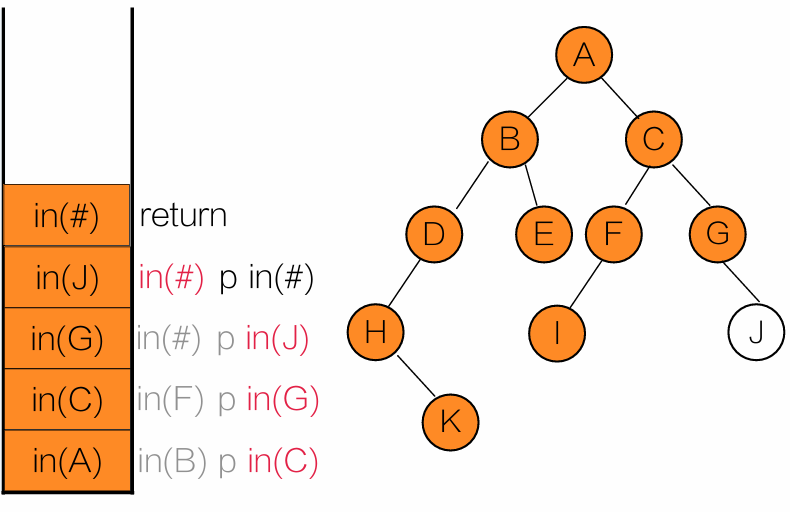 in(#) return
in(J) in(#) p in(#)
in(G) in(#) p in(J)
in(C) in(F) p in(G)
in(A) in(B) p in(C)
A
B C
D E F G
H I J
K